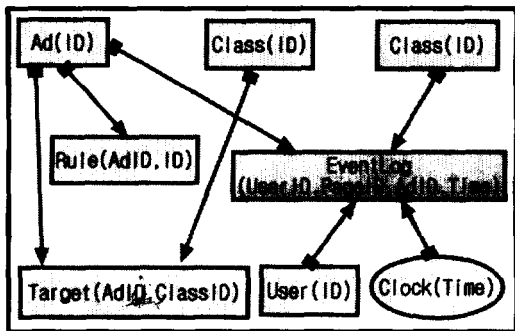 Ad(ID)
Class(ID)
Class(ID)
Rule(AdID,ID)
EventLog
(UserID,PageID,AdID,Time)
Target(AdID,ClassID)
User(ID)
Clock(Time)